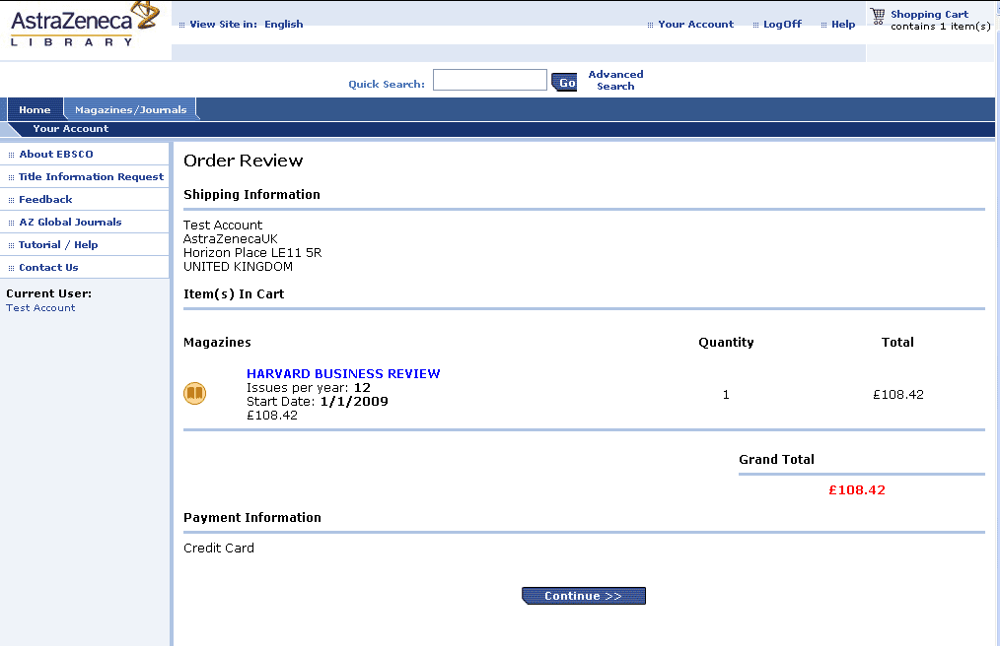 AstraZeneca
LIBRARY
View Site in: English
Your Account
LogOff
Help
Shopping Cart
contains 1 item(s)
Quick Search:
Go
Advanced
Search
Home
Magazines/Journals
Your Account
About EBSCO
Title Information Request
Feedback
AZ Global Journals
Tutorial / Help
Contact Us
Current User:
Test Account
Order Review
Shipping Information
Test Account
AstraZenecaUK
Horizon Place LE11 5R
UNITED KINGDOM
Item(s) In Cart
Magazines Quantity Total
HARVARD BUSINESS REVIEW
Issues per year: 12
Start Date: 1/1/2009
£108.42
1 £108.42
Grand Total
£108.42
Payment Information
Credit Card
Continue >>